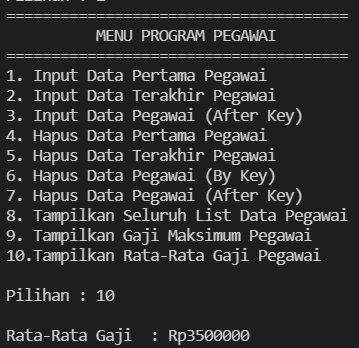 ======================================
MENU PROGRAM PEGAWAI
======================================
1. Input Data Pertama Pegawai
2. Input Data Terakhir Pegawai
3. Input Data Pegawai (After Key)
4. Hapus Data Pertama Pegawai
5. Hapus Data Terakhir Pegawai
6. Hapus Data Pegawai (By Key)
7. Hapus Data Pegawai (After Key)
8. Tampilkan Seluruh List Data Pegawai
9. Tampilkan Gaji Maksimum Pegawai
10.Tampilkan Rata-Rata Gaji Pegawai
Pilihan : 10
Rata-Rata Gaji  : Rp3500000